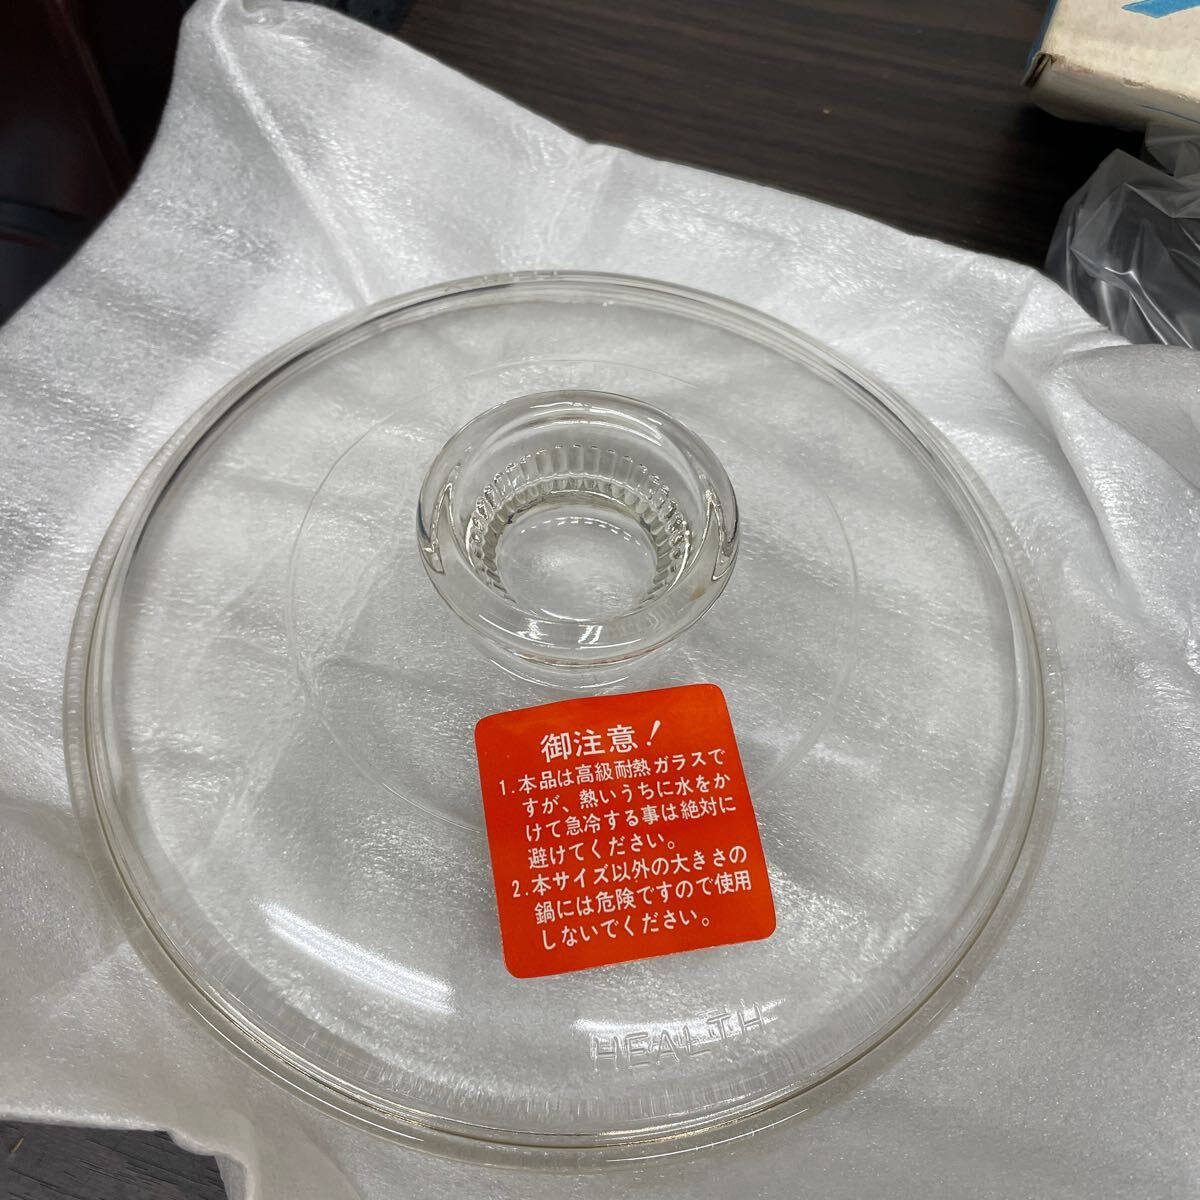 御注意！
1.本品は高級耐熱ガラスで
すが、熱いうちに水をか
けて急冷する事は絶対に
避けてください。
2.本サイズ以外の大きさの
鍋には危険ですので使用
しないでください。
HEALTH